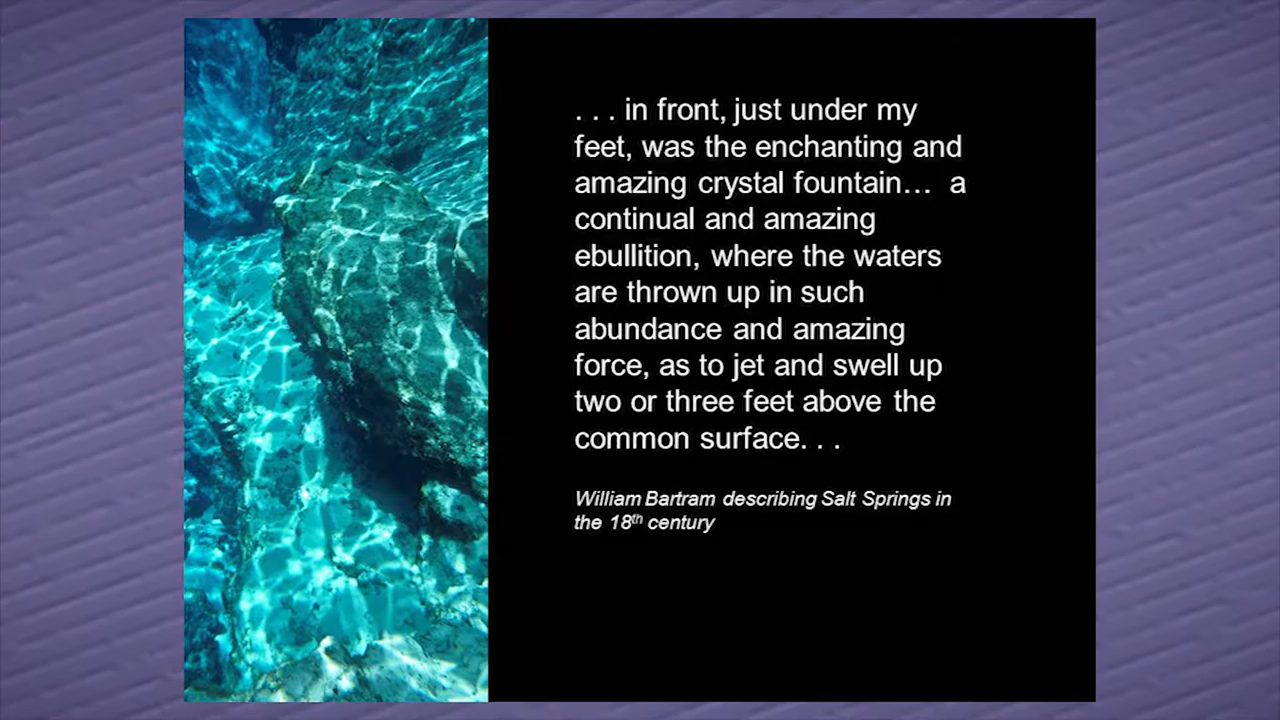 . . . in front, just under my
feet, was the enchanting and
amazing crystal fountain…  a
continual and amazing
ebullition, where the waters
are thrown up in such
abundance and amazing
force, as to jet and swell up
two or three feet above the
common surface. . .
William Bartram describing Salt Springs in
the 18th century